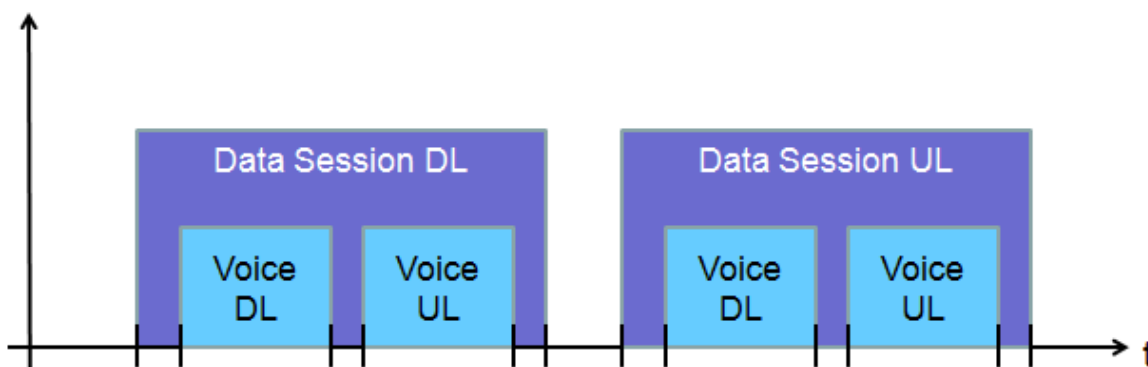 Data Session DL
Data Session UL
Voice
DL
Voice
UL
Voice
DL
Voice
UL
t